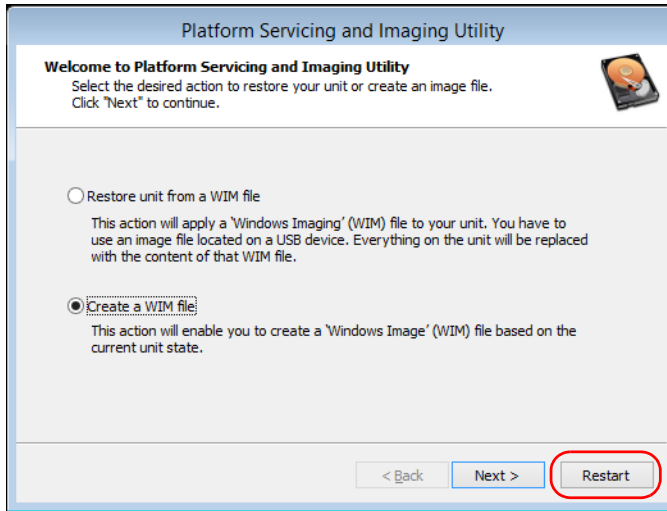 Platform Servicing and Imaging Utility
Welcome to Platform Servicing and Imaging Utility
Select the desired action to restore your unit or create an image file.
Click "Next" to continue.
Restore unit from a WIM file
This action will apply a ‘Windows Imaging’ (WIM) file to your unit. You have to
use an image file located on a USB device. Everything on the unit will be replaced
with the content of that WIM file.
Create a WIM file
This action will enable you to create a ‘Windows Image’ (WIM) file based on the
current unit state.
< Back Next > Restart